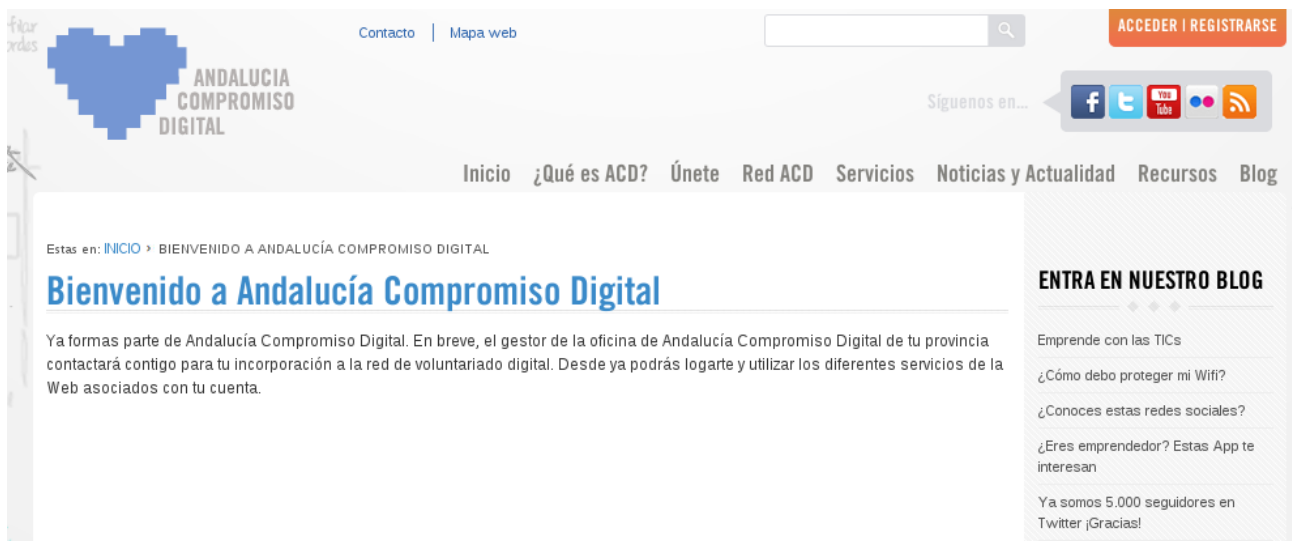 Contacto | Mapa web
ACCEDER | REGISTRARSE
ANDALUCIA
COMPROMISO
DIGITAL
Síguenos en...
You
Tube
Inicio ¿Qué es ACD? Únete Red ACD Servicios Noticias y Actualidad Recursos Blog
Estas en: INICIO › BIENVENIDO A ANDALUCÍA COMPROMISO DIGITAL
Bienvenido a Andalucía Compromiso Digital
Ya formas parte de Andalucía Compromiso Digital. En breve, el gestor de la oficina de Andalucía Compromiso Digital de tu provincia
contactará contigo para tu incorporación a la red de voluntariado digital. Desde ya podrás logarte y utilizar los diferentes servicios de la
Web asociados con tu cuenta.
ENTRA EN NUESTRO BLOG
Emprende con las TICs
¿Cómo debo proteger mi Wifi?
¿Conoces estas redes sociales?
¿Eres emprendedor? Estas App te
interesan
Ya somos 5.000 seguidores en
Twitter ¡Gracias!